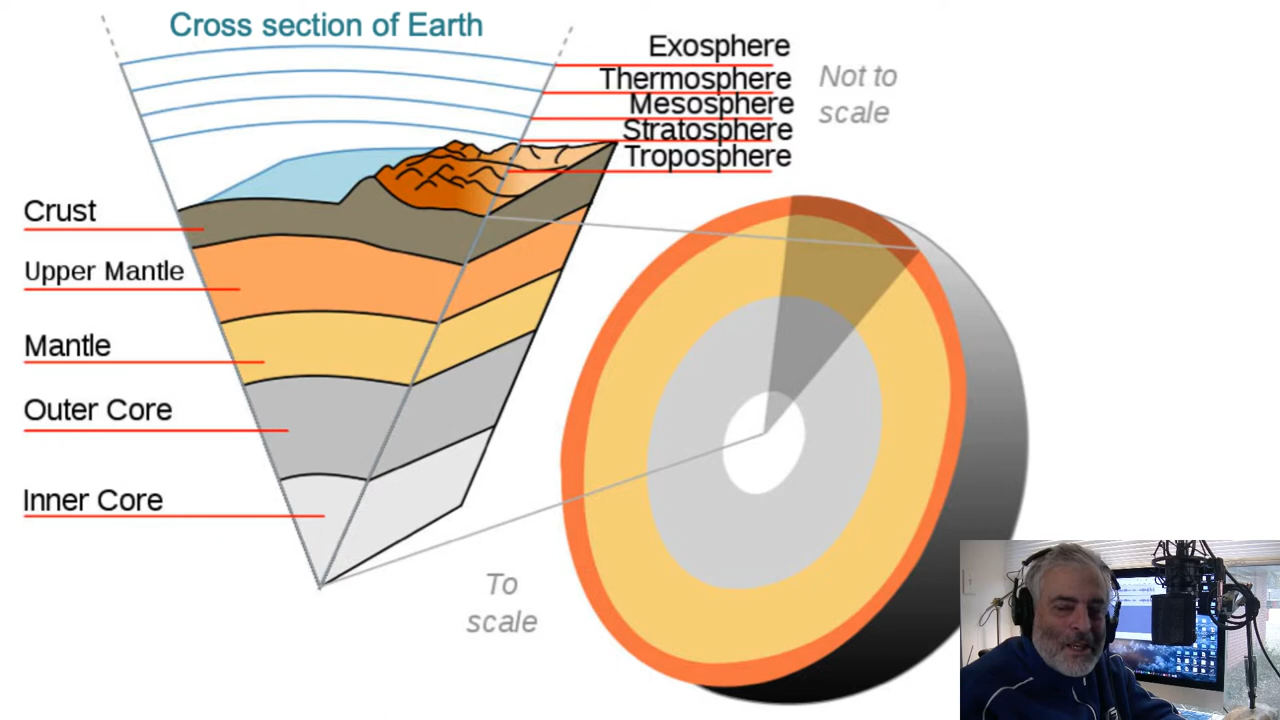 Cross section of Earth
Exosphere
Thermosphere
Mesosphere
Stratosphere
Troposphere
Not to
scale
Crust
Upper Mantle
Mantle
Outer Core
Inner Core
To
scale